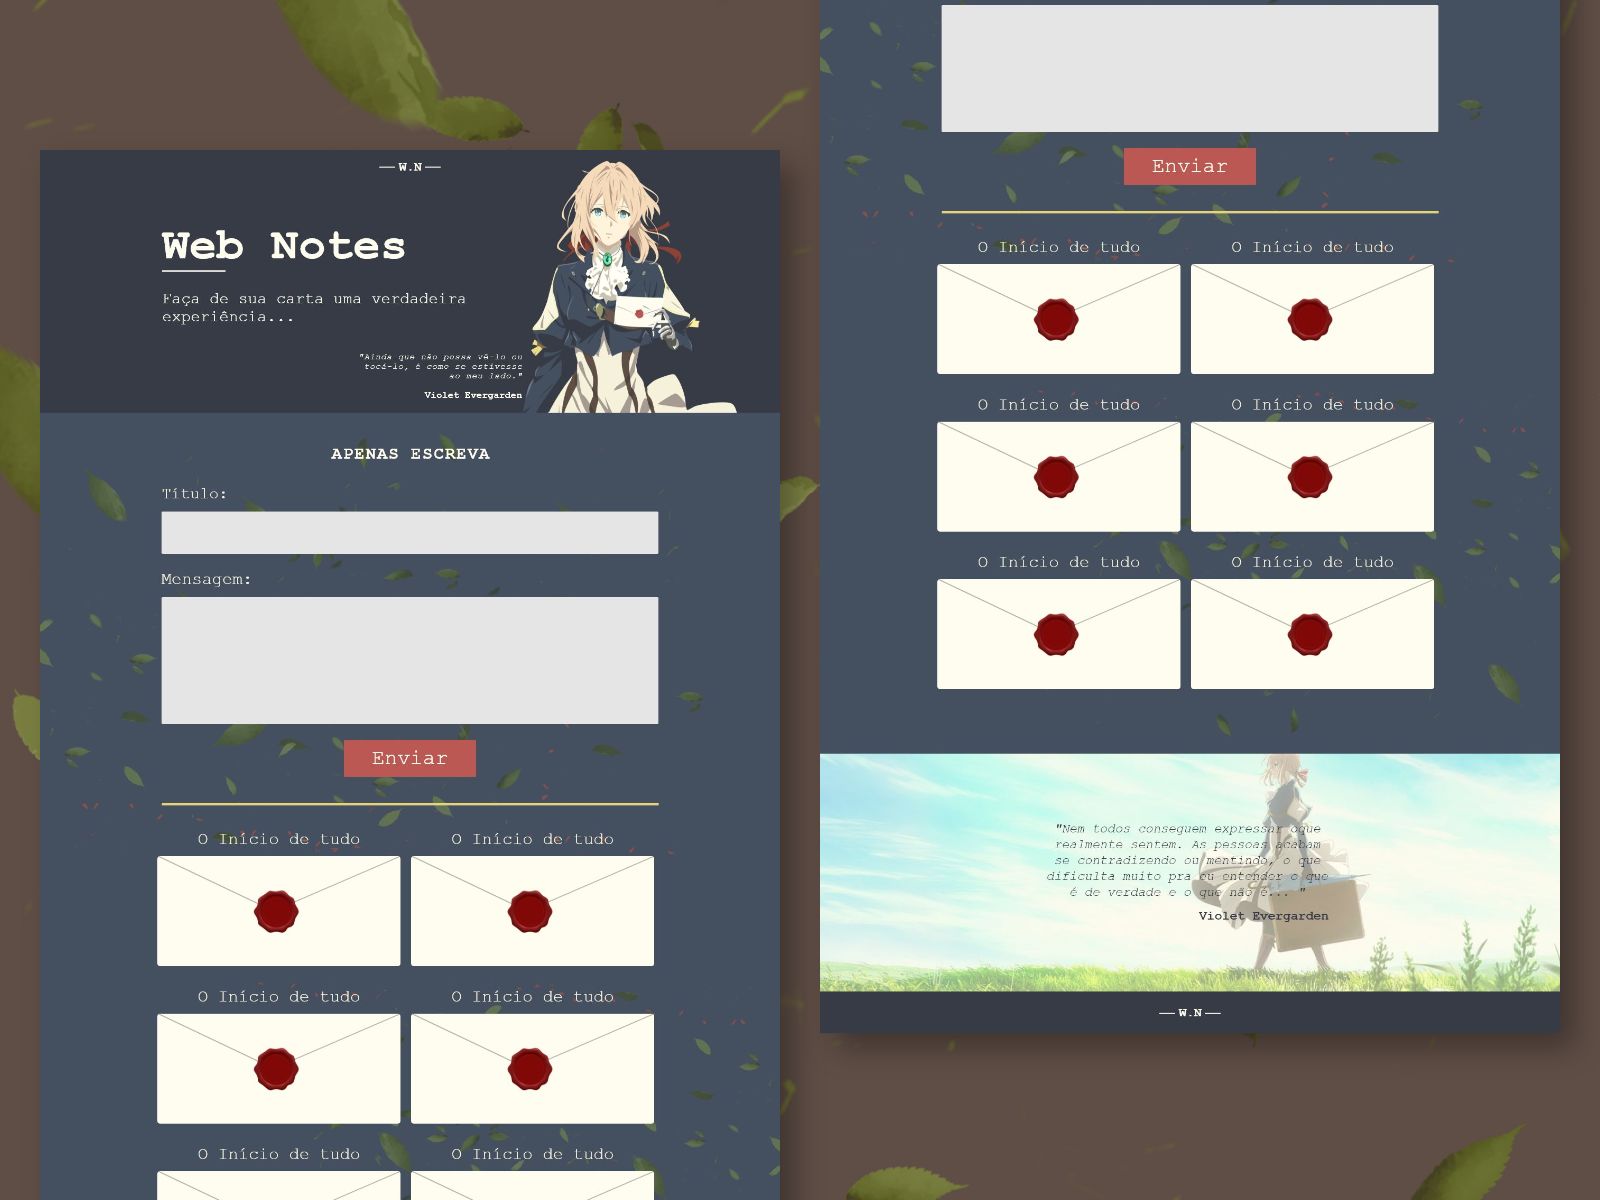 W.N
Web Notes
Faça de sua carta uma verdadeira
experiência...
"Ainda que não possa vê-lo ou
tocá-lo, é como se estivesse
ao meu lado."
Violet Evergarden
APENAS ESCREVA
Título:
Mensagem:
Enviar
O Início de tudo
O Início de tudo
O Início de tudo
O Início de tudo
O Início de tudo
O Início de tudo
Enviar
O Início de tudo
O Início de tudo
O Início de tudo
O Início de tudo
O Início de tudo
O Início de tudo
"Nem todos conseguem expressar oque
realmente sentem. As pessoas acabam
se contradizendo ou mentindo, o que
dificulta muito pra eu entender o que
é de verdade e o que não é... "
Violet Evergarden
W.N